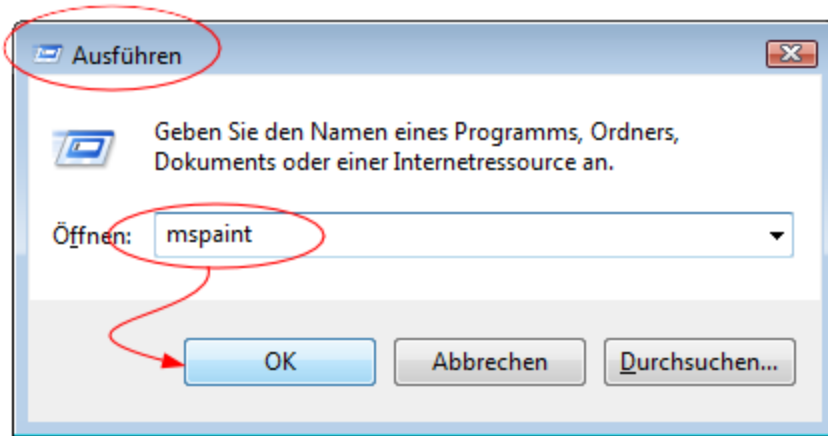 Ausführen
Geben Sie den Namen eines Programms, Ordners,
Dokuments oder einer Internetressource an.
Öffnen: mspaint
OK Abbrechen Durchsuchen...